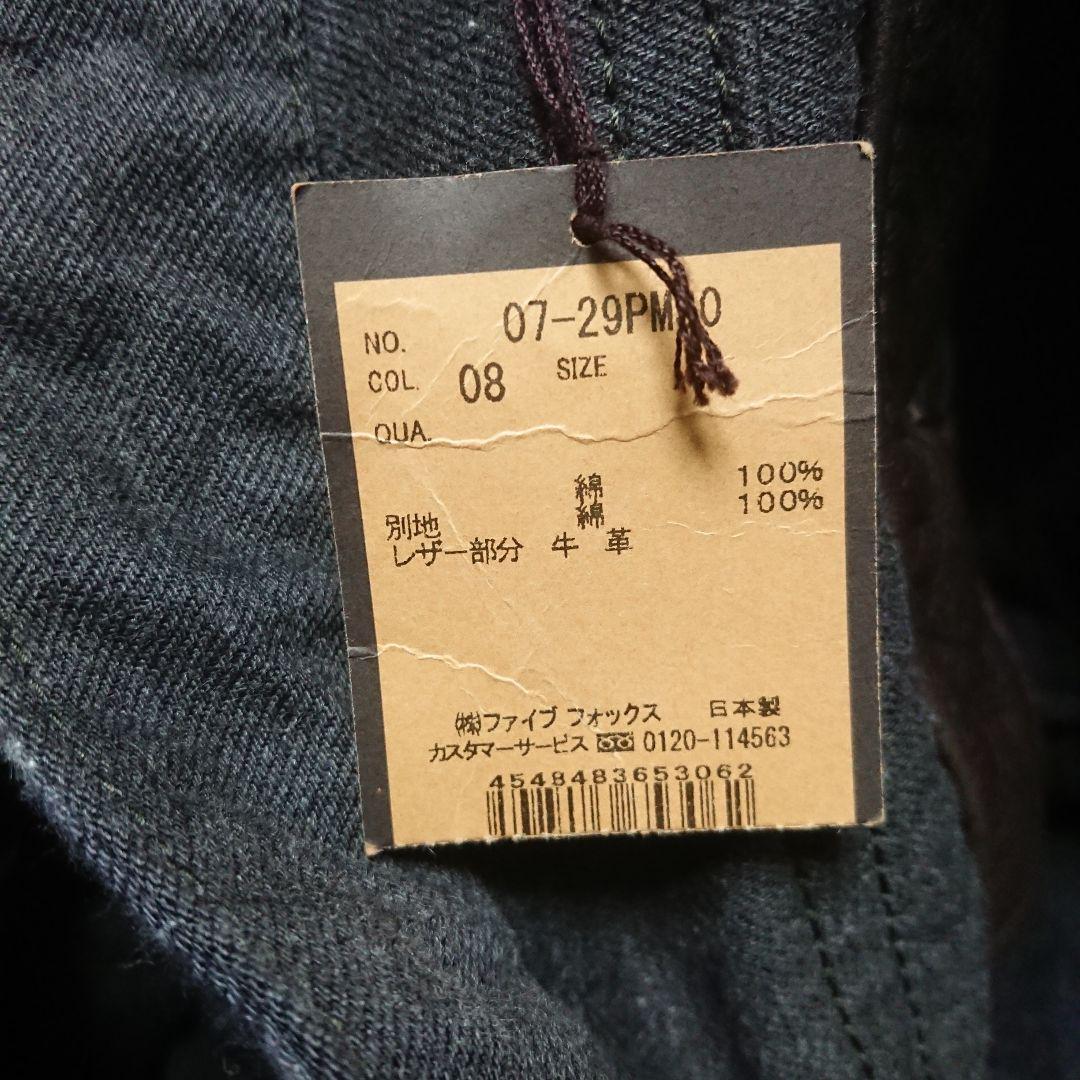 NO. 07-29PM
COL. 08 SIZE
QUA.
綿 100%
別地 綿 100%
レザー部分 牛 革
㈱ファイブ フォックス 日本製
カスタマーサービス 0120-114563
4548483653062